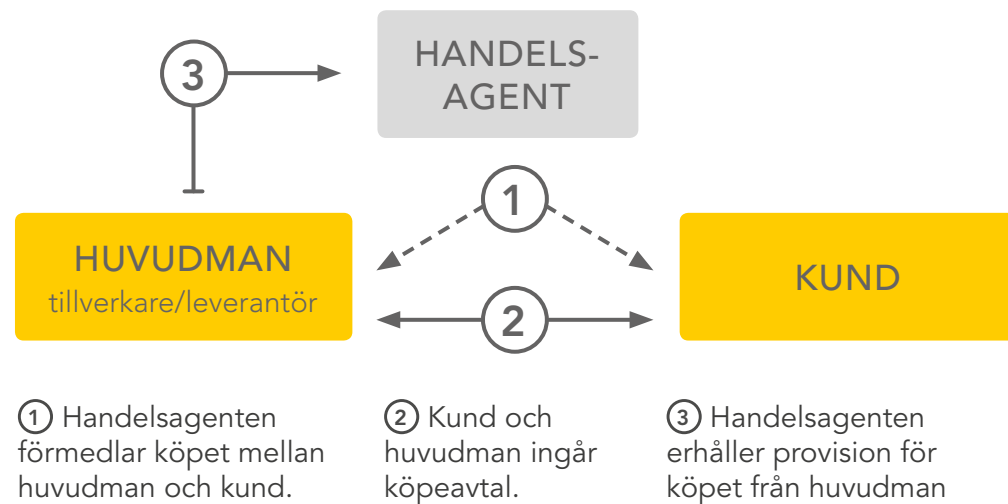 3
HANDELS-
AGENT
1
HUVUDMAN
tillverkare/leverantör
KUND
2
1 Handelsagenten
förmedlar köpet mellan
huvudman och kund.
2 Kund och
huvudman ingår
köpeavtal.
3 Handelsagenten
erhåller provision för
köpet från huvudman